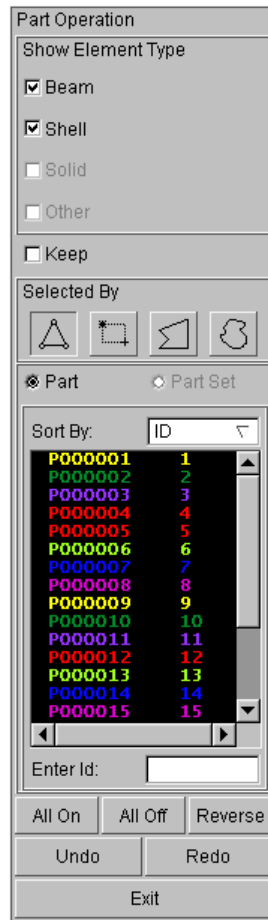 Part Operation
Show Element Type
Beam
Shell
Solid
Other
Keep
Selected By
Part Part Set
Sort By: ID
P000001 1
P000002 2
P000003 3
P000004 4
P000005 5
P000006 6
P000007 7
P000008 8
P000009 9
P000010 10
P000011 11
P000012 12
P000013 13
P000014 14
P000015 15
Enter Id:
All On All Off Reverse
Undo Redo
Exit